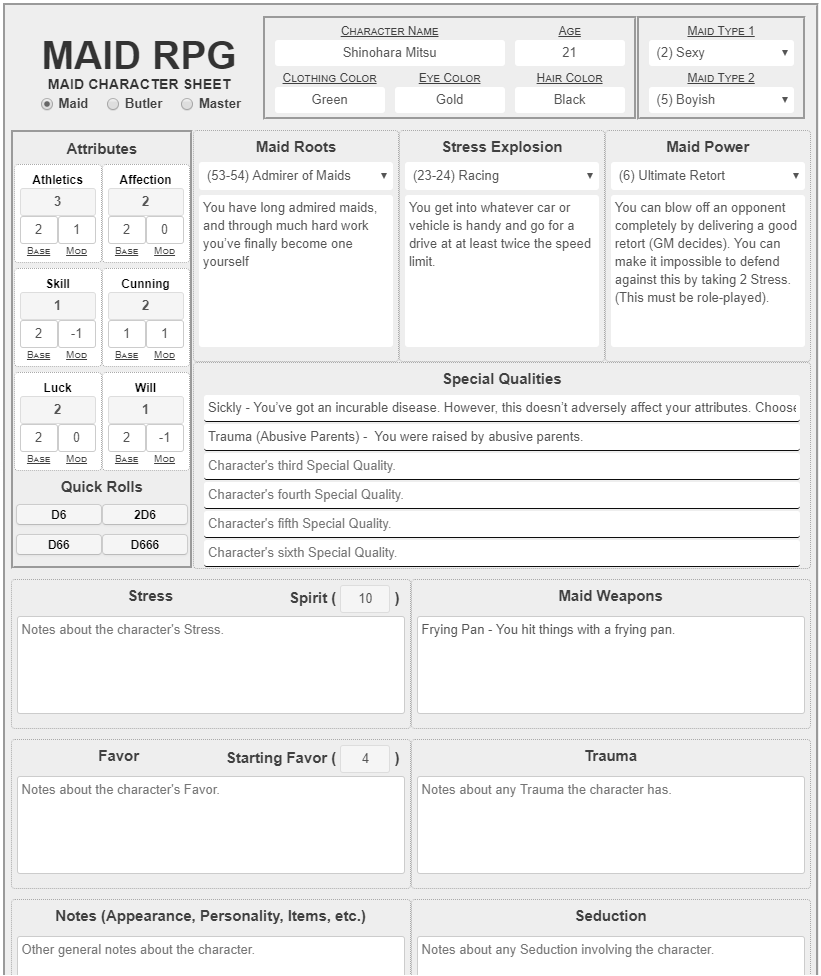 MAID RPG
MAID CHARACTER SHEET
Maid Butler Master
Character Name
Shinohara Mitsu
Age
21
Clothing Color
Green
Eye Color
Gold
Hair Color
Black
Maid Type 1
(2) Sexy
Maid Type 2
(5) Boyish
Attributes
Athletics
3
2 1
Base Mod
Affection
2
2 0
Base Mod
Skill
1
2 -1
Base Mod
Cunning
2
1 1
Base Mod
Luck
2
2 0
Base Mod
Will
1
2 -1
Base Mod
Quick Rolls
D6 2D6
D66 D666
Maid Roots
(53-54) Admirer of Maids
You have long admired maids,
and through much hard work
you've finally become one
yourself
Stress Explosion
(23-24) Racing
You get into whatever car or
vehicle is handy and go for a
drive at at least twice the speed
limit.
Maid Power
(6) Ultimate Retort
You can blow off an opponent
completely by delivering a good
retort (GM decides). You can
make it impossible to defend
against this by taking 2 Stress.
(This must be role-played).
Special Qualities
Sickly - You've got an incurable disease. However, this doesn't adversely affect your attributes. Choose
Trauma (Abusive Parents) - You were raised by abusive parents.
Character's third Special Quality.
Character's fourth Special Quality.
Character's fifth Special Quality.
Character's sixth Special Quality.
Stress Spirit ( 10 )
Notes about the character's Stress.
Maid Weapons
Frying Pan - You hit things with a frying pan.
Favor Starting Favor ( 4 )
Notes about the character's Favor.
Trauma
Notes about any Trauma the character has.
Notes (Appearance, Personality, Items, etc.)
Other general notes about the character.
Seduction
Notes about any Seduction involving the character.